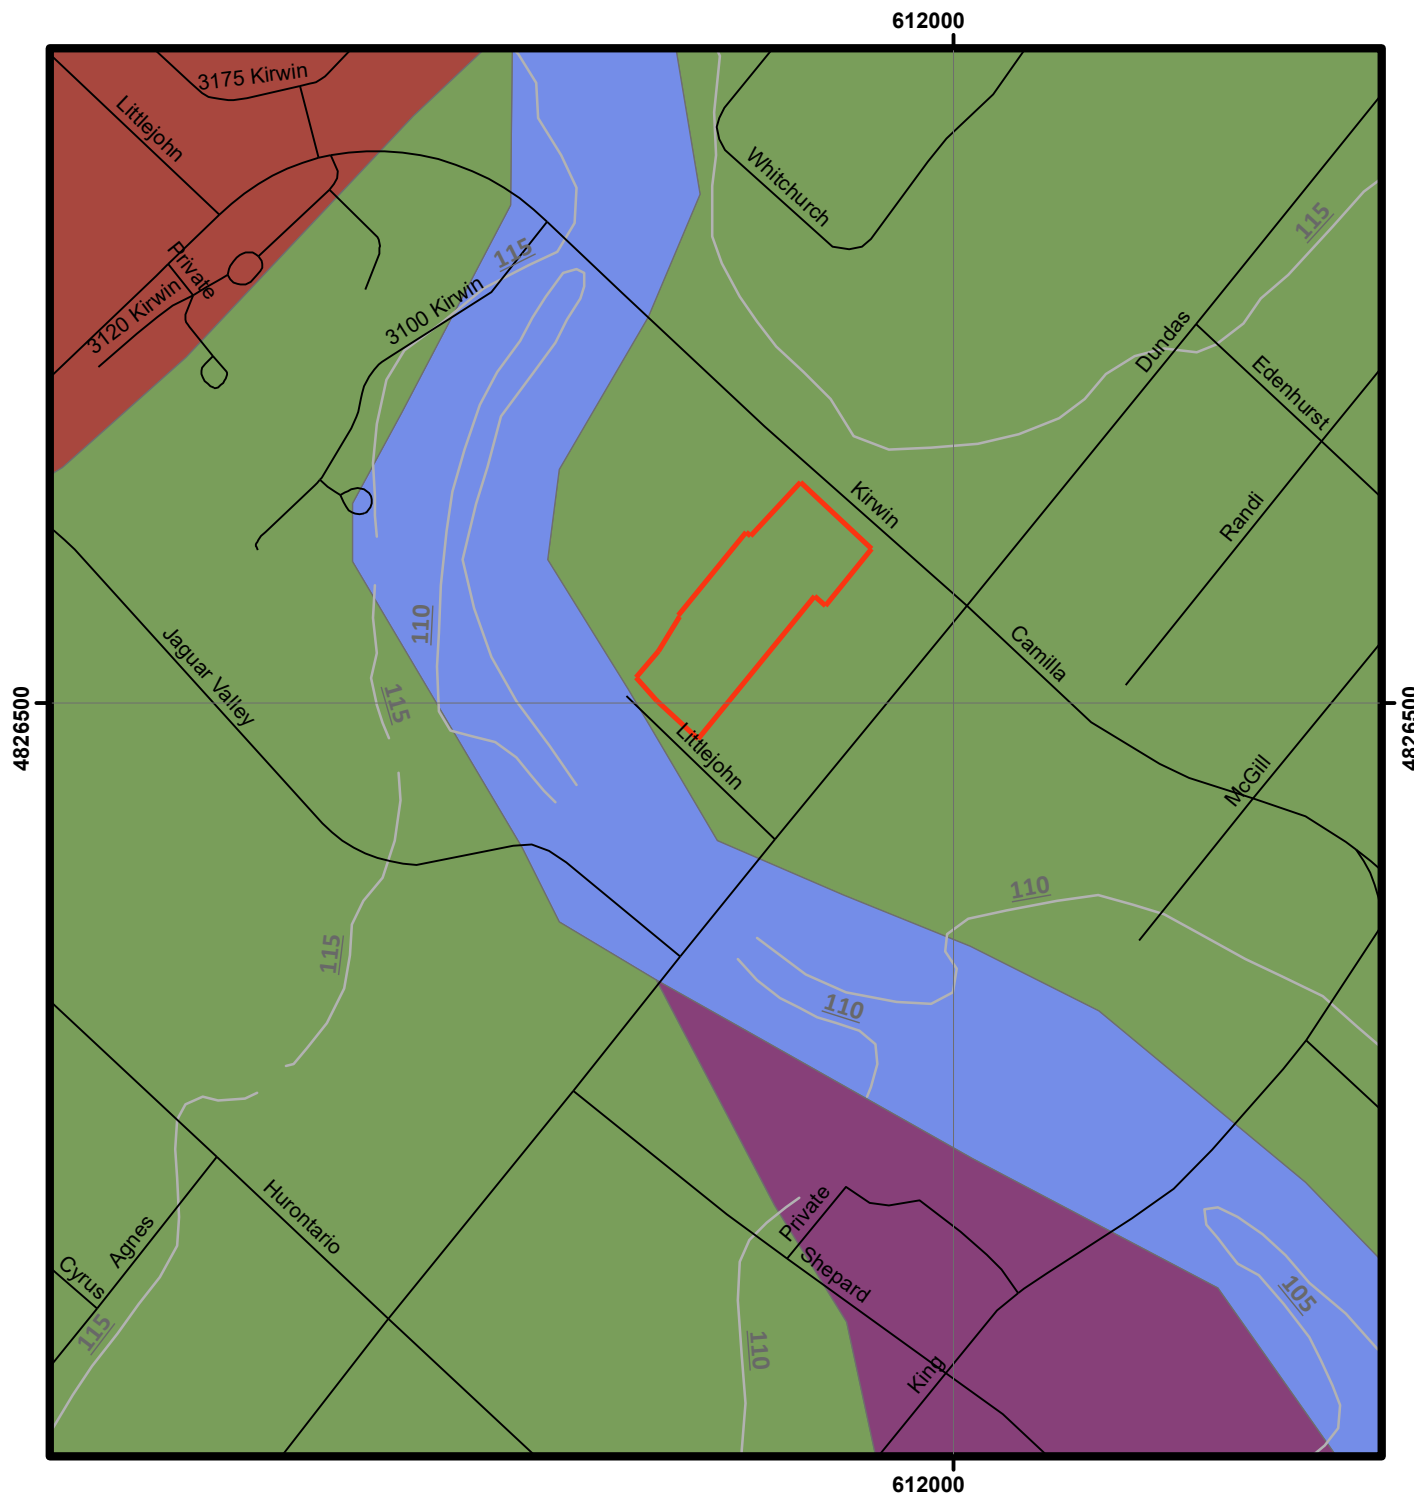 612000
3175 Kirwin
Littlejohn
Whitchurch
115
115
Private
3120 Kirwin
3100 Kirwin
Dundas
Edenhurst
Kirwin
Randi
110
Jaguar Valley
115
Camilla
4826500
4826500
Littlejohn
McGill
110
115
110
Hurontario
Agnes
Private
Cyrus
Shepard
105
115
110
King
612000